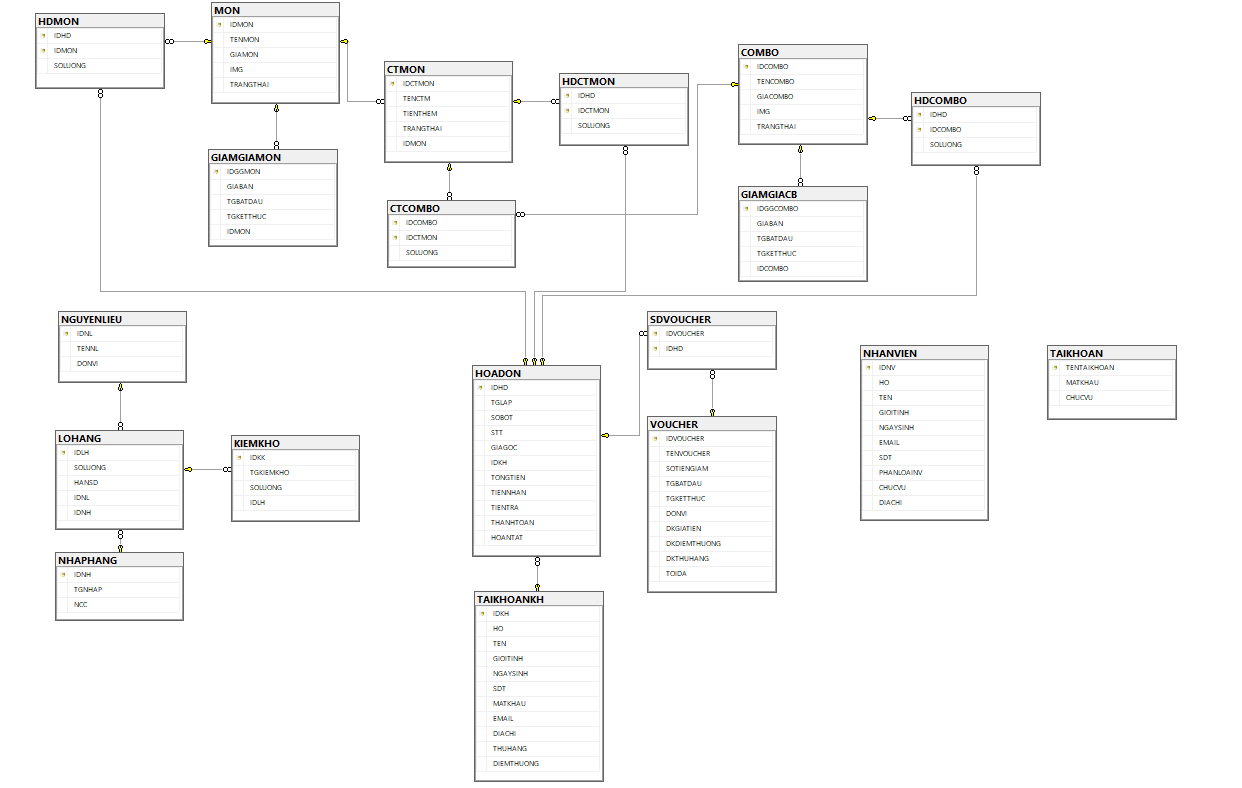 HDMON
IDHD
IDMON
SOLUONG
MON
IDMON
TENMON
GIAMON
IMG
TRANGTHAI
CTMON
IDCTMON
TENCTM
TIENTHEM
TRANGTHAI
IDMON
HDCTMON
IDHD
IDCTMON
SOLUONG
COMBO
IDCOMBO
TENCOMBO
GIACOMBO
IMG
TRANGTHAI
HDCOMBO
IDHD
IDCOMBO
SOLUONG
GIAMGIAMON
IDGGMON
GIABAN
TGBATDAU
TGKETTHUC
IDMON
CTCOMBO
IDCOMBO
IDCTMON
SOLUONG
GIAMGIACB
IDGGCOMBO
GIABAN
TGBATDAU
TGKETTHUC
IDCOMBO
NGUYENLIEU
IDNL
TENNL
DONVI
LOHANG
IDLH
SOLUONG
HANSD
IDNL
IDNH
KIEMKHO
IDKK
TGKIEMKHO
SOLUONG
IDLH
NHAPHANG
IDNH
TGNHAP
NCC
HOADON
IDHD
TGLAP
SOBOT
STT
GIAGOC
IDKH
TONGTIEN
TIENNHAN
TIENTRA
THANHTOAN
HOANTAT
SDVOUCHER
IDVOUCHER
IDHD
VOUCHER
IDVOUCHER
TENVOUCHER
SOTIENGIAM
TGBATDAU
TGKETTHUC
DONVI
DKGIATIEN
DKDIEMTHUONG
DKTHUHANG
TOIDA
NHANVIEN
IDNV
HO
TEN
GIOITINH
NGAYSINH
EMAIL
SDT
PHANLOAINV
CHUCVU
DIACHI
TAIKHOAN
TENTAIKHOAN
MATKHAU
CHUCVU
TAIKHOANKH
IDKH
HO
TEN
GIOITINH
NGAYSINH
SDT
MATKHAU
EMAIL
DIACHI
THUHANG
DIEMTHUONG